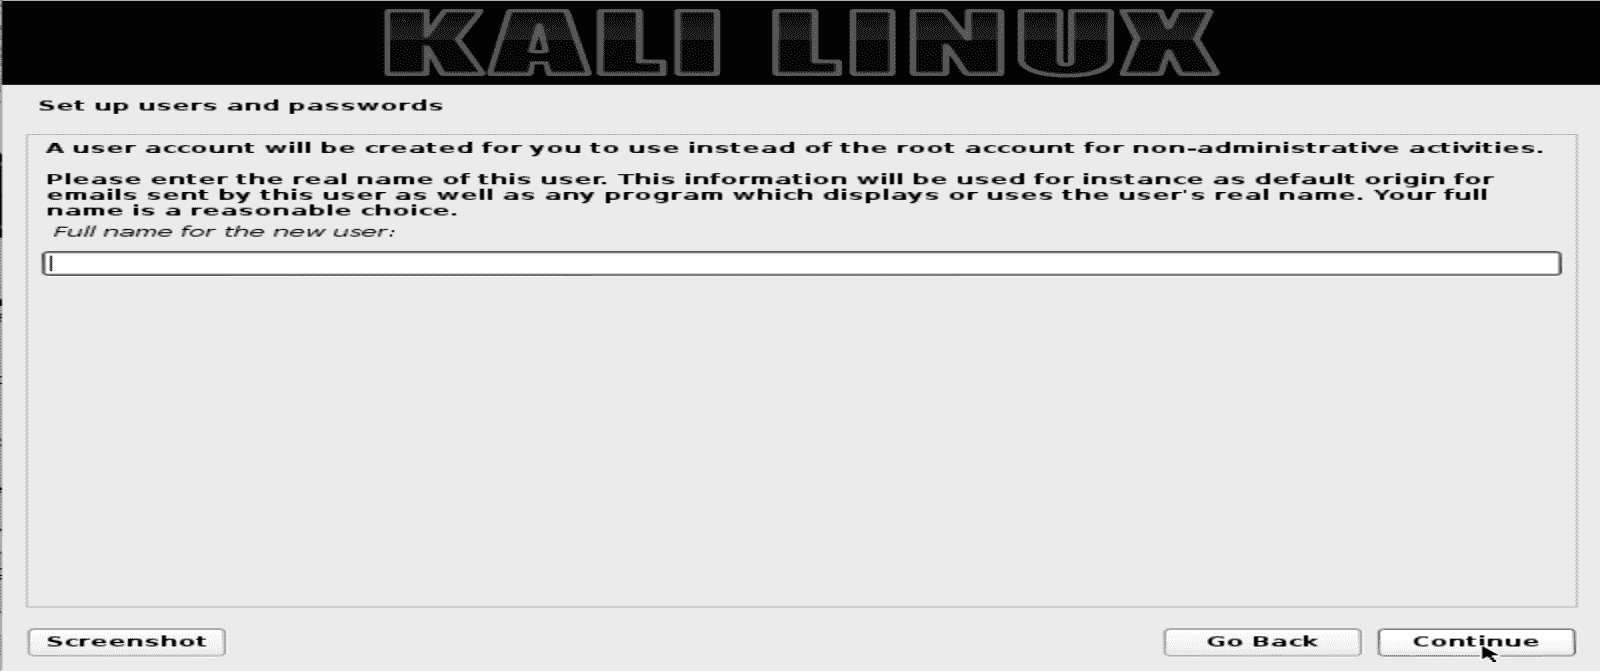 KALI LINUX
Set up users and passwords
A user account will be created for you to use instead of the root account for non-administrative activities.
Please enter the real name of this user. This information will be used for instance as default origin for
emails sent by this user as well as any program which displays or uses the user's real name. Your full
name is a reasonable choice.
Full name for the new user:
Screenshot Go Back Continue